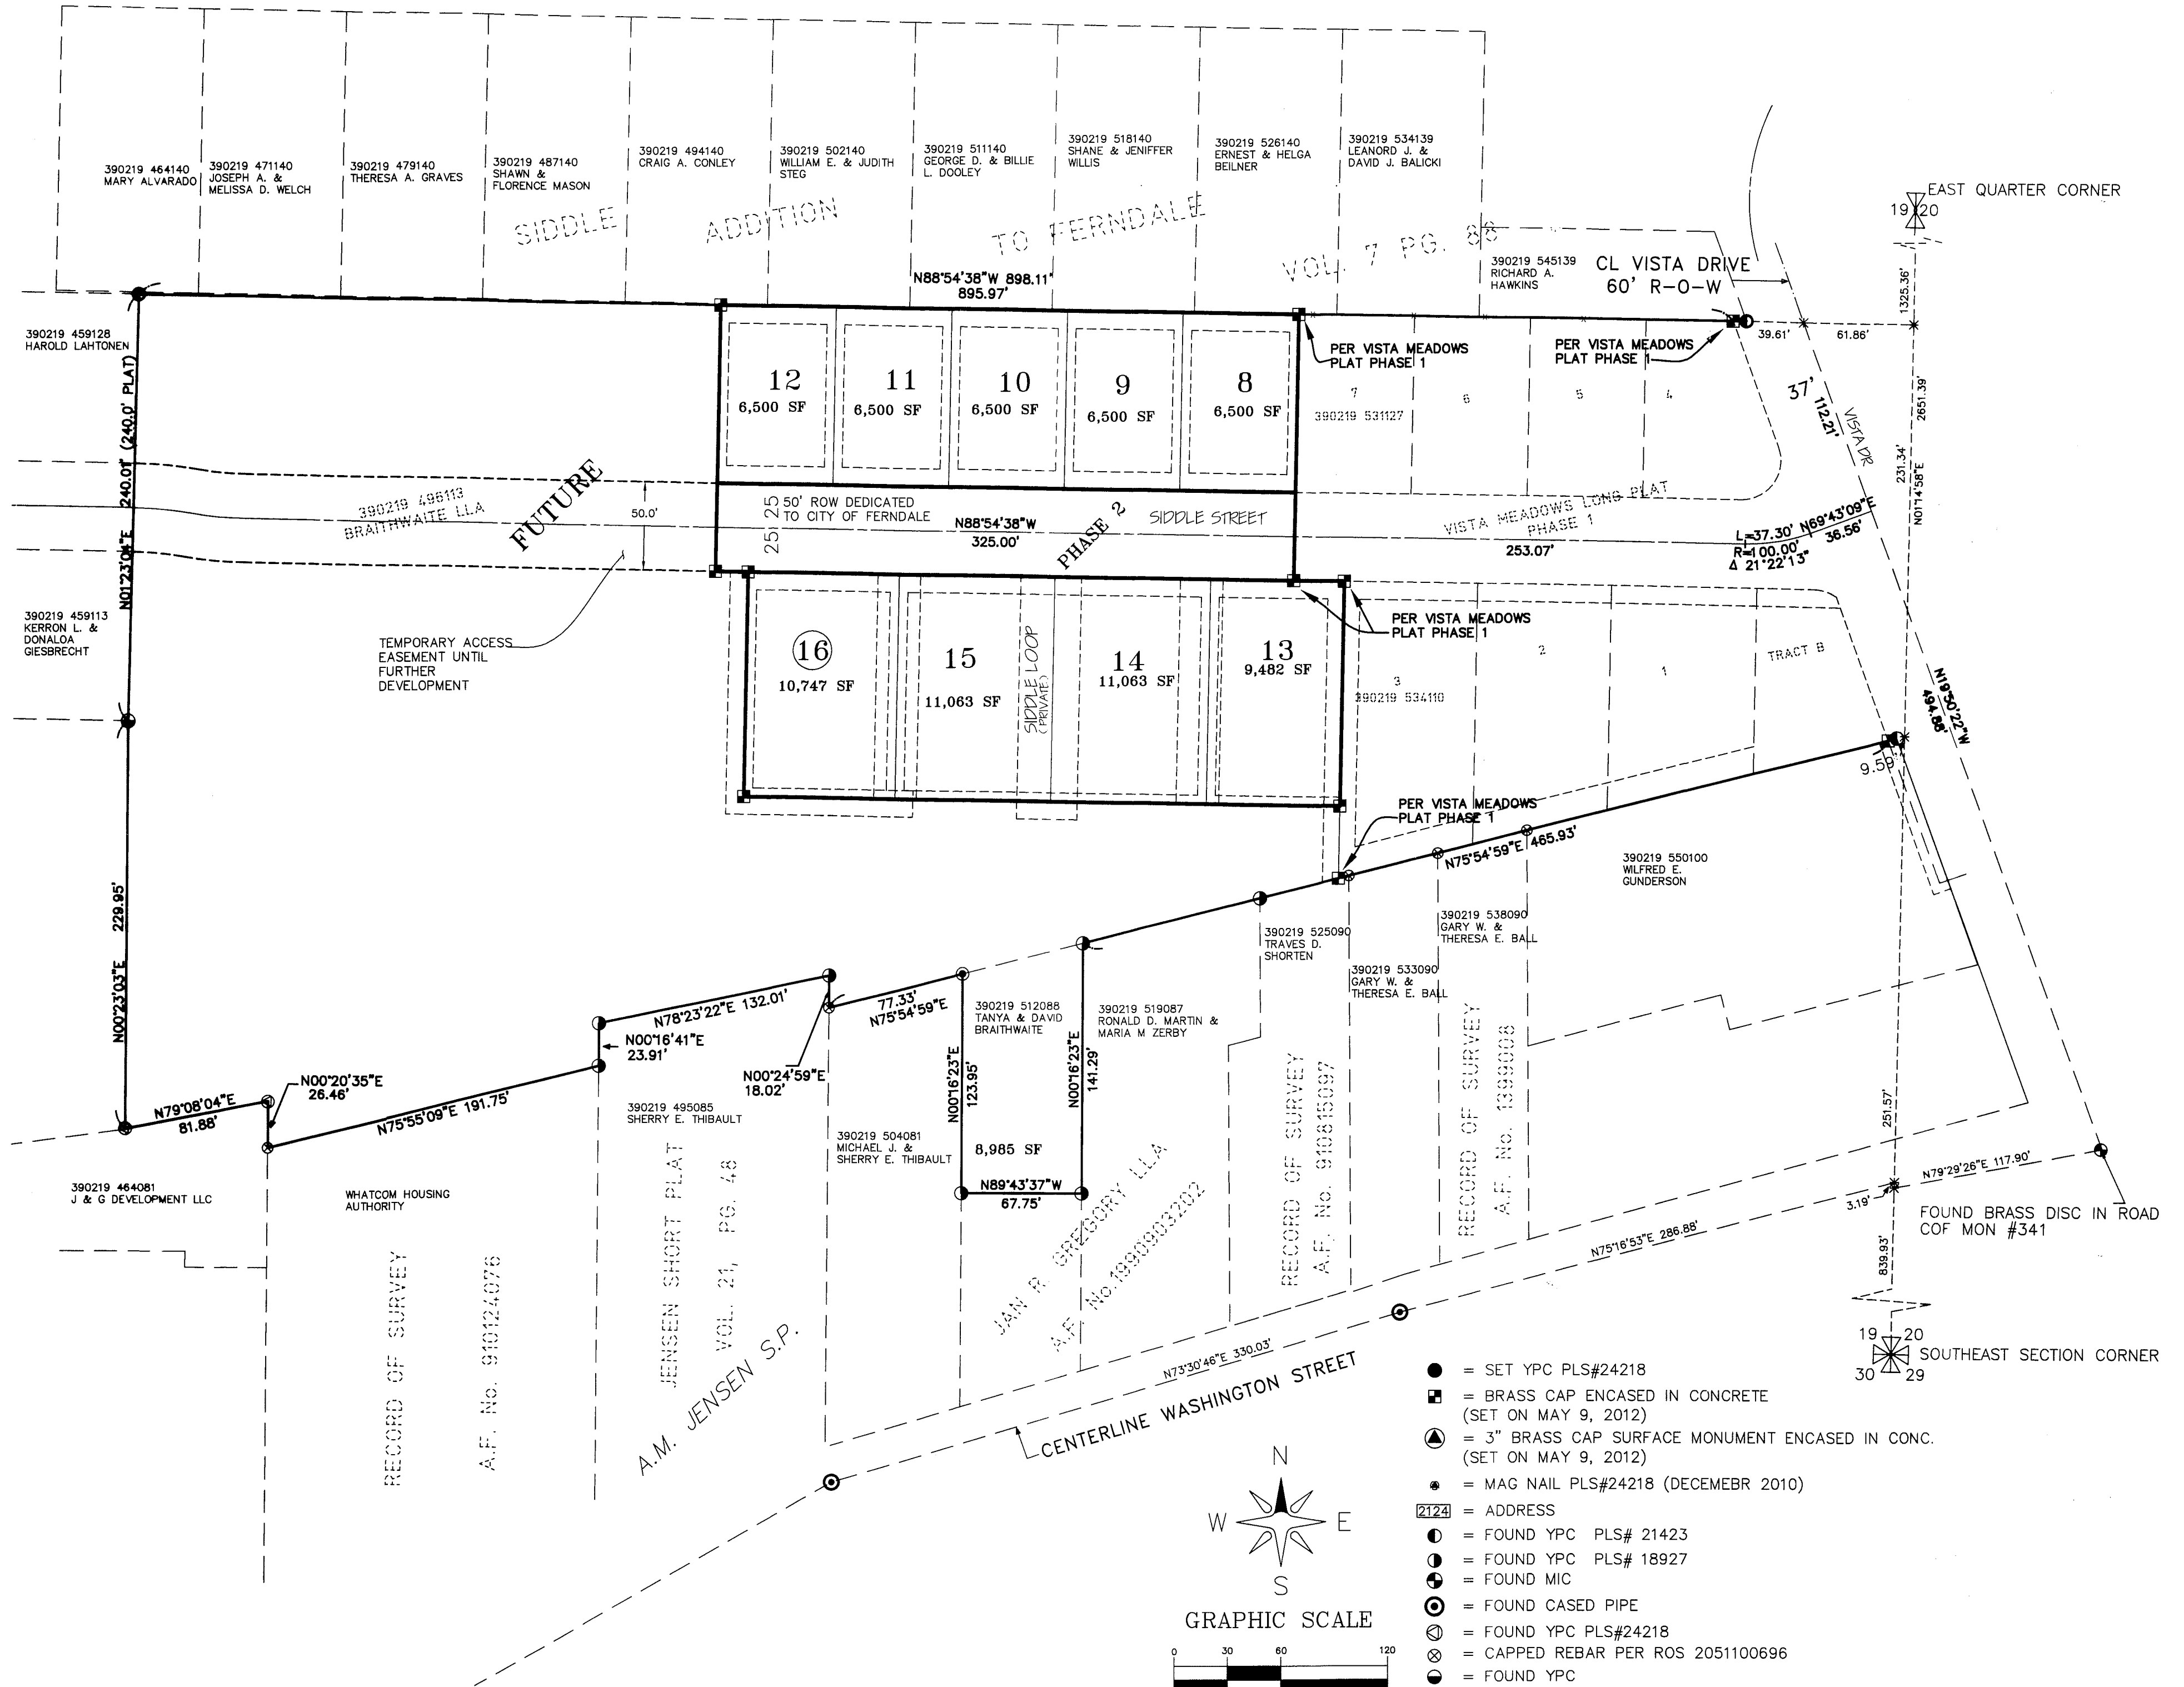 390219 464140
MARY ALVARADO
390219 471140
JOSEPH A. &
MELISSA D. WELCH
390219 479140
THERESA A. GRAVES
390219 487140
SHAWN &
FLORENCE MASON
390219 494140
CRAIG A. CONLEY
390219 502140
WILLIAM E. & JUDITH
STEG
390219 511140
GEORGE D. & BILLIE
L. DOOLEY
390219 518140
SHANE & JENIFFER
WILLIS
390219 526140
ERNEST & HELGA
BEILNER
390219 534139
LEANORD J. &
DAVID J. BALICKI
SIDDLE ADDITION TO FERNDALE VOL. 7 PG. 86
EAST QUARTER CORNER
19 20
390219 545139
RICHARD A.
HAWKINS
CL VISTA DRIVE
60' R-O-W
N88°54'38"W 898.11'
895.97'
1325.36'
39.61'
61.86'
390219 459128
HAROLD LAHTONEN
N01°23'04"E 240.01' (240.0' PLAT)
PER VISTA MEADOWS
PLAT PHASE 1
PER VISTA MEADOWS
PLAT PHASE 1
12
6,500 SF
11
6,500 SF
10
6,500 SF
9
6,500 SF
8
6,500 SF
7
390219 531127
6
5
4
37'
112.21'
VISTA DR
2651.39'
231.34'
N01°14'58"E
390219 496113
BRAITHWAITE LLA
FUTURE
50.0'
25 25
50' ROW DEDICATED
TO CITY OF FERNDALE
N88°54'38"W
325.00'
PHASE 2
SIDDLE STREET
VISTA MEADOWS LONG PLAT
PHASE 1
253.07'
L=37.30'
R=100.00'
Δ 21°22'13"
N69°43'09"E
36.56'
390219 459113
KERRON L. &
DONALOA
GIESBRECHT
TEMPORARY ACCESS
EASEMENT UNTIL
FURTHER
DEVELOPMENT
16
10,747 SF
15
11,063 SF
SIDDLE LOOP
(PRIVATE)
14
11,063 SF
13
9,482 SF
PER VISTA MEADOWS
PLAT PHASE 1
3
390219 534110
2
1
TRACT B
N19°50'22"W
494.88'
9.59'
PER VISTA MEADOWS
PLAT PHASE 1
N75°54'59"E 465.93'
390219 550100
WILFRED E.
GUNDERSON
N00°23'03"E 229.95'
390219 525090
TRAVES D.
SHORTEN
390219 538090
GARY W. &
THERESA E. BALL
390219 533090
GARY W. &
THERESA E. BALL
N78°23'22"E 132.01'
77.33'
N75°54'59"E
390219 512088
TANYA & DAVID
BRAITHWAITE
390219 519087
RONALD D. MARTIN &
MARIA M ZERBY
N00°16'41"E
23.91'
N00°24'59"E
18.02'
N00°20'35"E
26.46'
N79°08'04"E
81.88'
N75°55'09"E 191.75'
N00°16'23"E
123.95'
N00°16'23"E
141.29'
390219 495085
SHERRY E. THIBAULT
390219 504081
MICHAEL J. &
SHERRY E. THIBAULT
8,985 SF
N89°43'37"W
67.75'
390219 464081
J & G DEVELOPMENT LLC
WHATCOM HOUSING
AUTHORITY
RECORD OF SURVEY
A.F. No. 910124076
JENSEN SHORT PLAT
VOL. 21, PG. 48
A.M. JENSEN S.P.
JAN R. GREGORY LLA
A.F. No.1990903202
RECORD OF SURVEY
A.F. No. 910815097
RECORD OF SURVEY
A.F. No. 1399008
251.57'
N79°29'26"E 117.90'
3.19'
FOUND BRASS DISC IN ROAD
COF MON #341
N75°16'53"E 286.88'
839.93'
19 20
30 29
SOUTHEAST SECTION CORNER
N73°30'46"E 330.03'
CENTERLINE WASHINGTON STREET
N
W E
S
GRAPHIC SCALE
0 30 60 120
= SET YPC PLS#24218
= BRASS CAP ENCASED IN CONCRETE
(SET ON MAY 9, 2012)
= 3" BRASS CAP SURFACE MONUMENT ENCASED IN CONC.
(SET ON MAY 9, 2012)
= MAG NAIL PLS#24218 (DECEMEBR 2010)
2124 = ADDRESS
= FOUND YPC PLS# 21423
= FOUND YPC PLS# 18927
= FOUND MIC
= FOUND CASED PIPE
= FOUND YPC PLS#24218
= CAPPED REBAR PER ROS 2051100696
= FOUND YPC